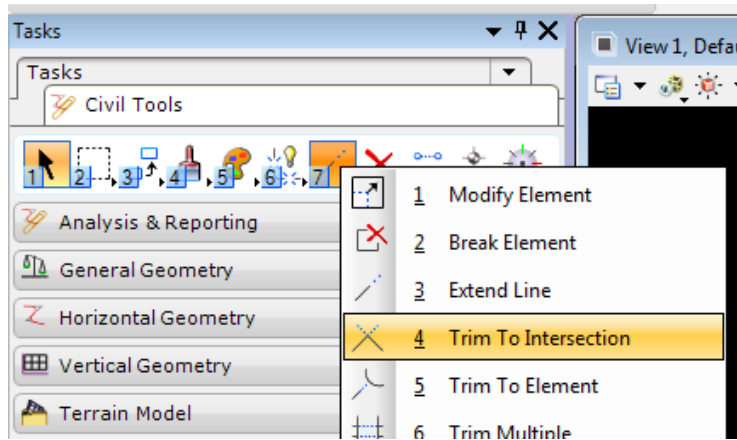 Tasks
View 1, Defau
Tasks
Civil Tools
1 2 3 4 5 6 7
1 Modify Element
Analysis & Reporting
2 Break Element
General Geometry
3 Extend Line
Horizontal Geometry
4 Trim To Intersection
Vertical Geometry
5 Trim To Element
Terrain Model
6 Trim Multiple